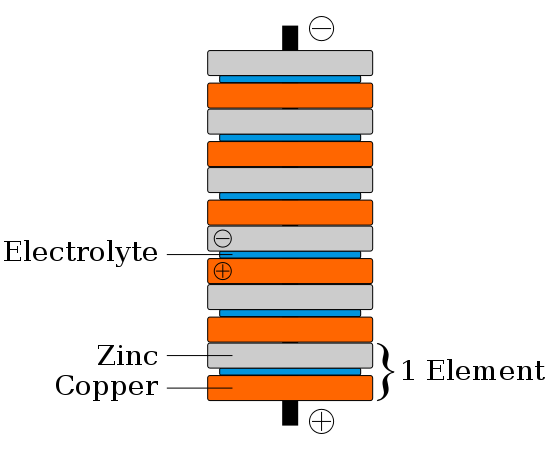 ⊖
⊖
Electrolyte
⊕
Zinc
1 Element
Copper
⊕